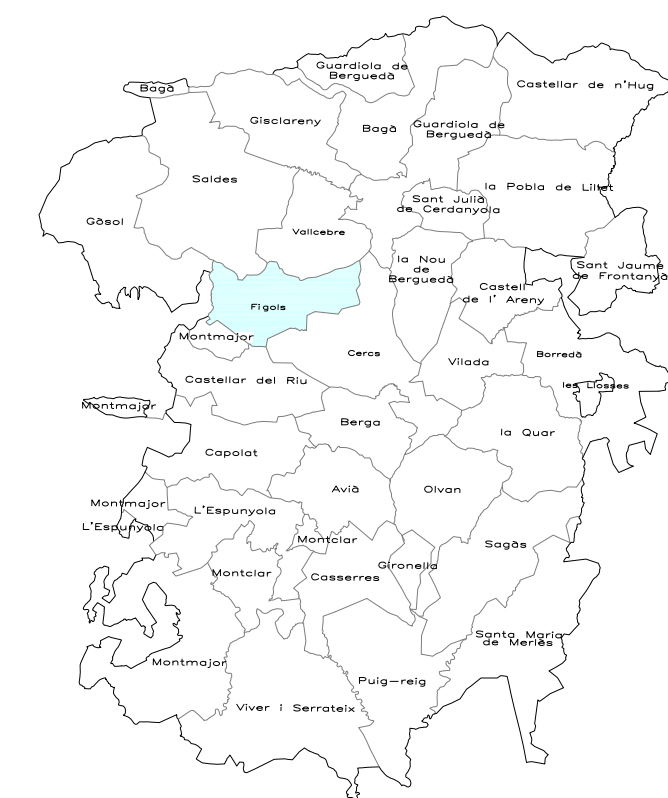 Guardiola de
Berguedà
Bagà
Castellar de n'Hug
Gisclareny
Bagà
Guardiola de
Berguedà
Saldes
la Pobla de Lillet
Sant Julià
de Cerdanyola
Gòsol
Vallcebre
la Nou
de
Berguedà
Sant Jaume
de Frontanyà
Castell
de l' Areny
Fígols
Montmajor
Cercs
Vilada
Borredà
Castellar del Riu
les Llosses
Montmajor
Berga
la Quar
Capolat
Avià
Olvan
Montmajor
L'Espunyola
L'Espunyola
Montclar
Sagàs
Gironella
Montclar
Casserres
Santa Maria
de Merlès
Montmajor
Puig-reig
Viver i Serrateix